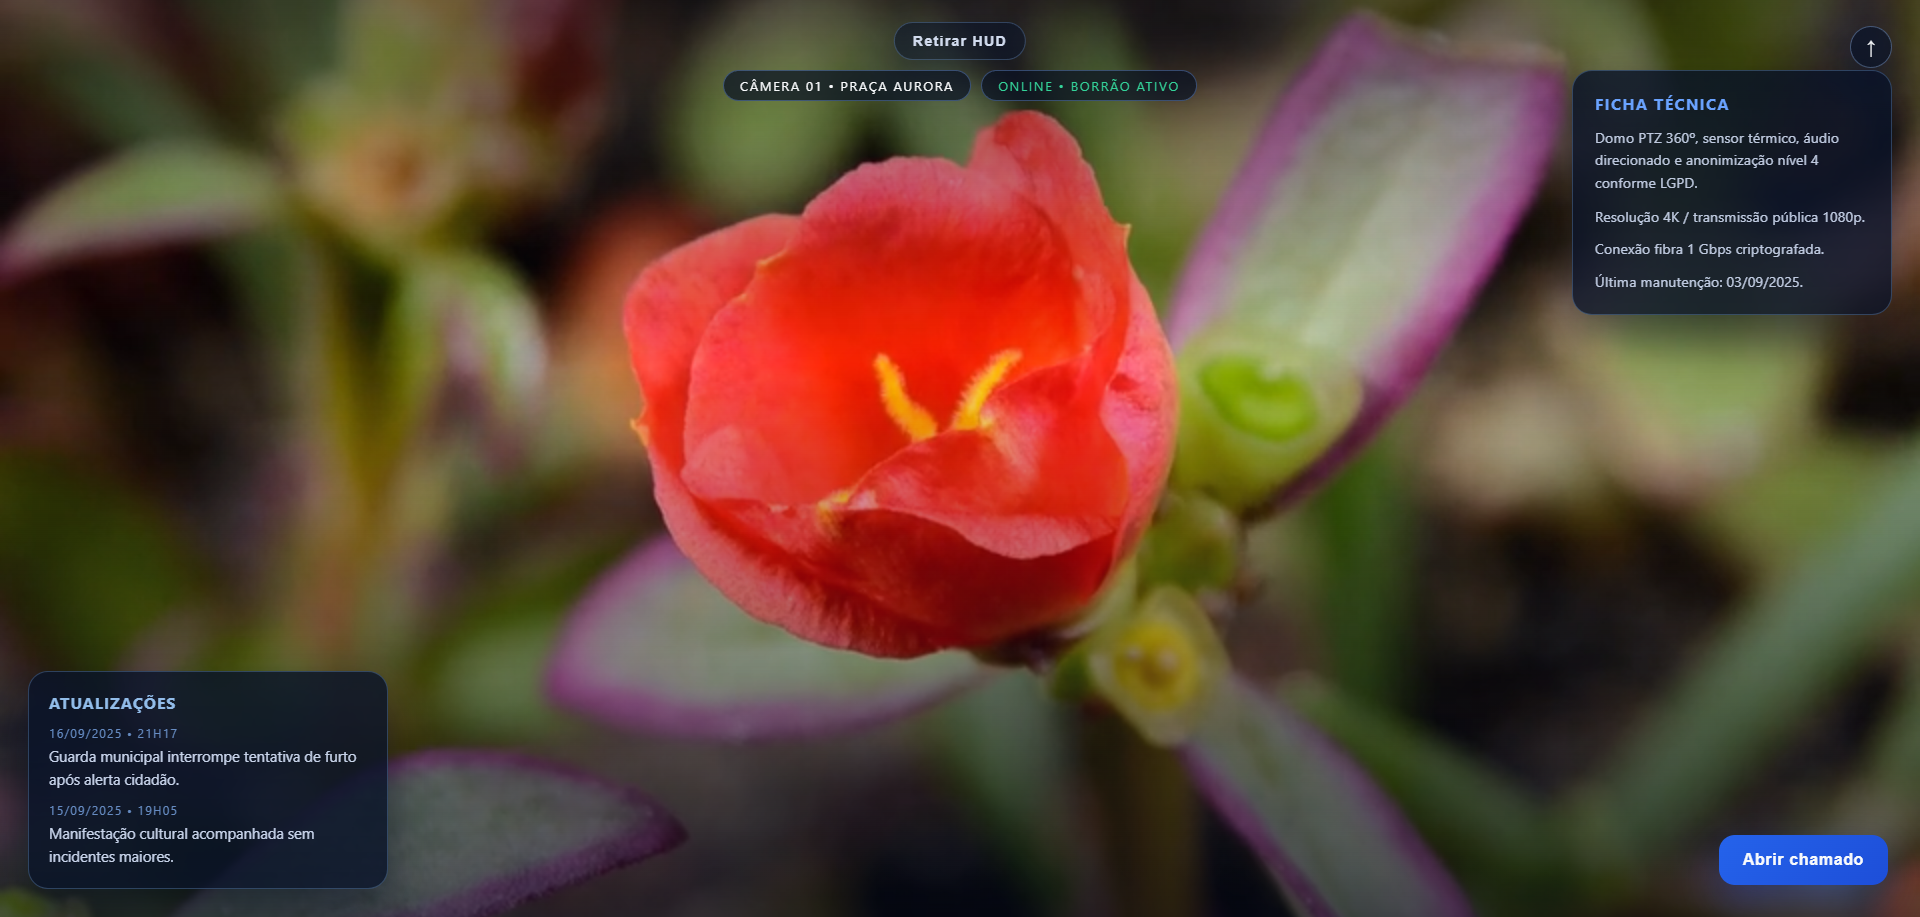 Retirar HUD
CÂMERA 01 • PRAÇA AURORA
ONLINE • BORRÃO ATIVO
↑
FICHA TÉCNICA
Domo PTZ 360º, sensor térmico, áudio
direcionado e anonimização nível 4
conforme LGPD.
Resolução 4K / transmissão pública 1080p.
Conexão fibra 1 Gbps criptografada.
Última manutenção: 03/09/2025.
ATUALIZAÇÕES
16/09/2025 • 21H17
Guarda municipal interrompe tentativa de furto
após alerta cidadão.
15/09/2025 • 19H05
Manifestação cultural acompanhada sem
incidentes maiores.
Abrir chamado